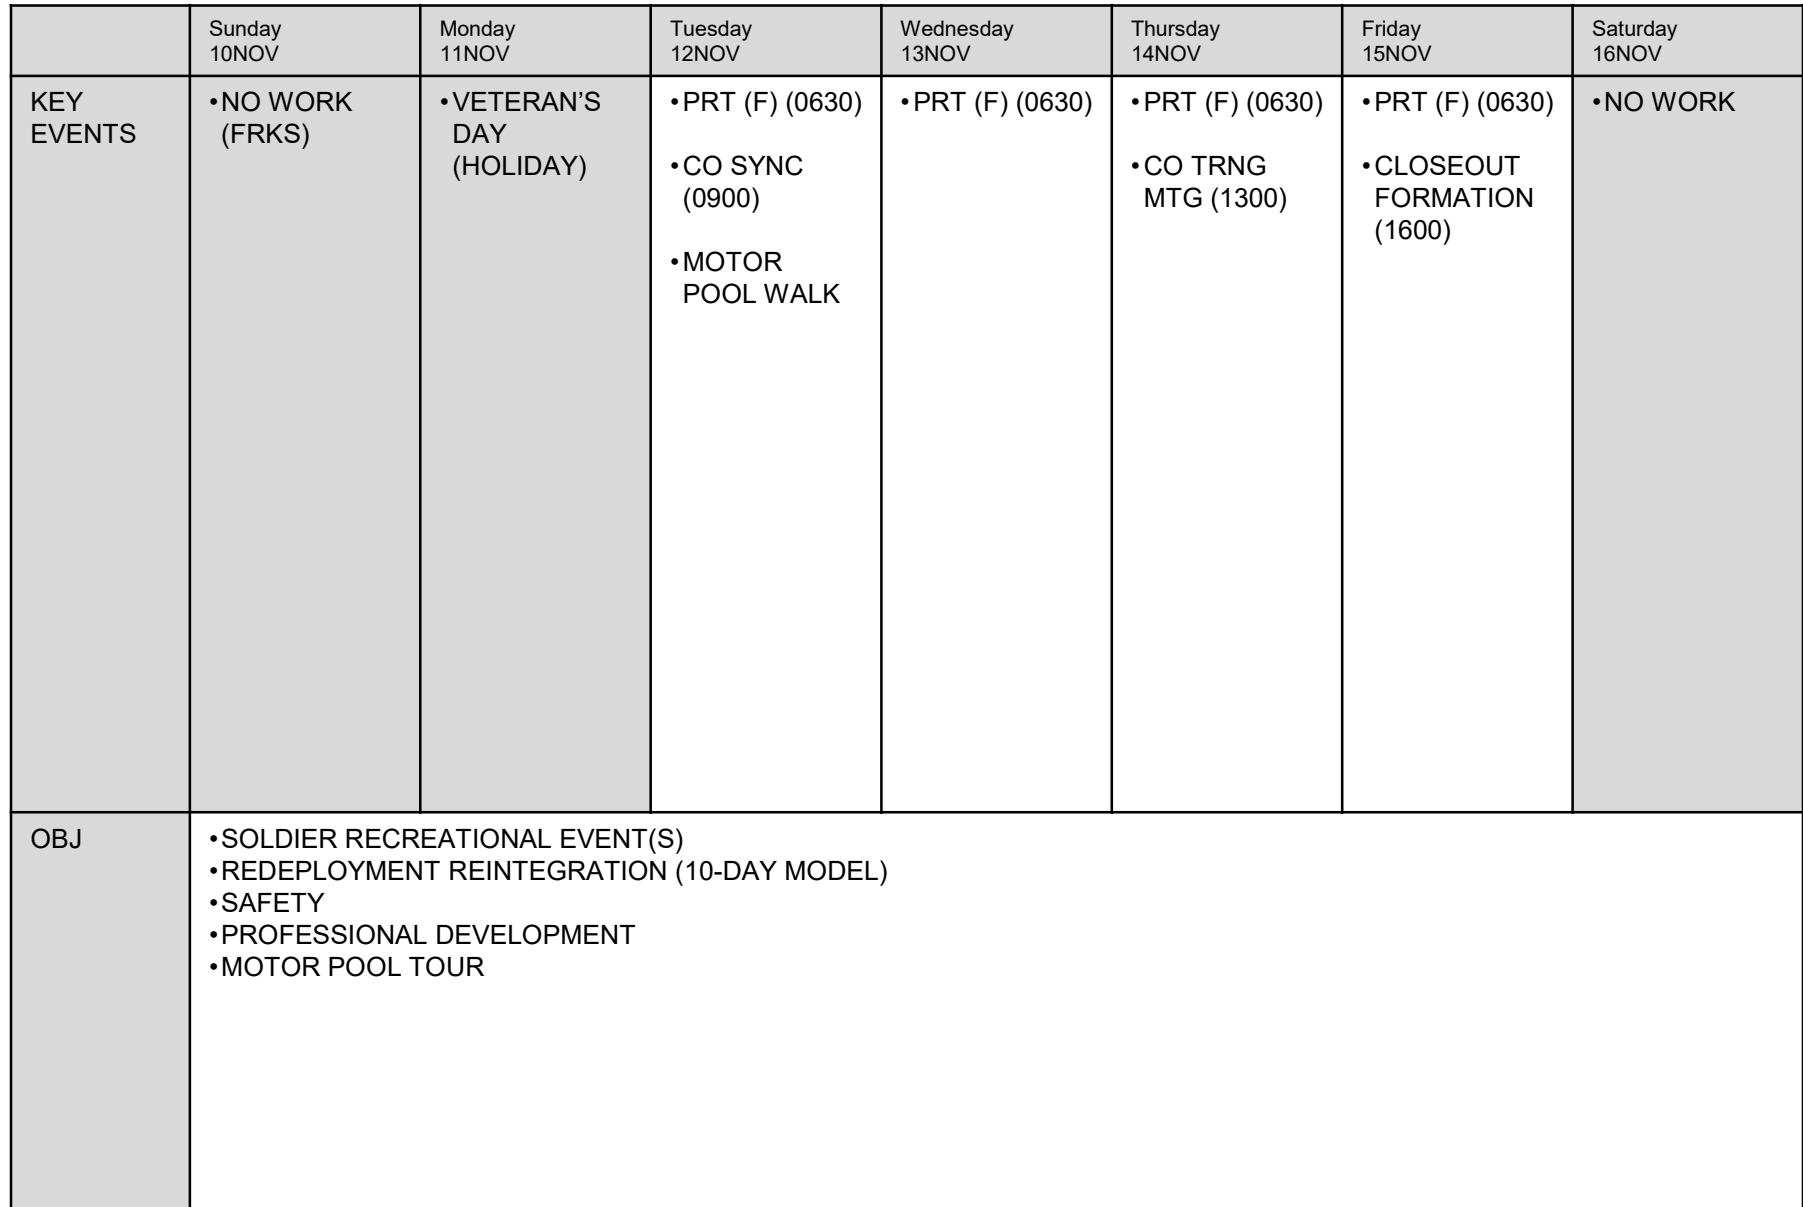 Sunday
10NOV
Monday
11NOV
Tuesday
12NOV
Wednesday
13NOV
Thursday
14NOV
Friday
15NOV
Saturday
16NOV
KEY
EVENTS
•NO WORK
(FRKS)
•VETERAN’S
DAY
(HOLIDAY)
•PRT (F) (0630)
•CO SYNC
(0900)
•MOTOR
POOL WALK
•PRT (F) (0630)
•PRT (F) (0630)
•CO TRNG
MTG (1300)
•PRT (F) (0630)
•CLOSEOUT
FORMATION
(1600)
•NO WORK
OBJ
•SOLDIER RECREATIONAL EVENT(S)
•REDEPLOYMENT REINTEGRATION (10-DAY MODEL)
•SAFETY
•PROFESSIONAL DEVELOPMENT
•MOTOR POOL TOUR